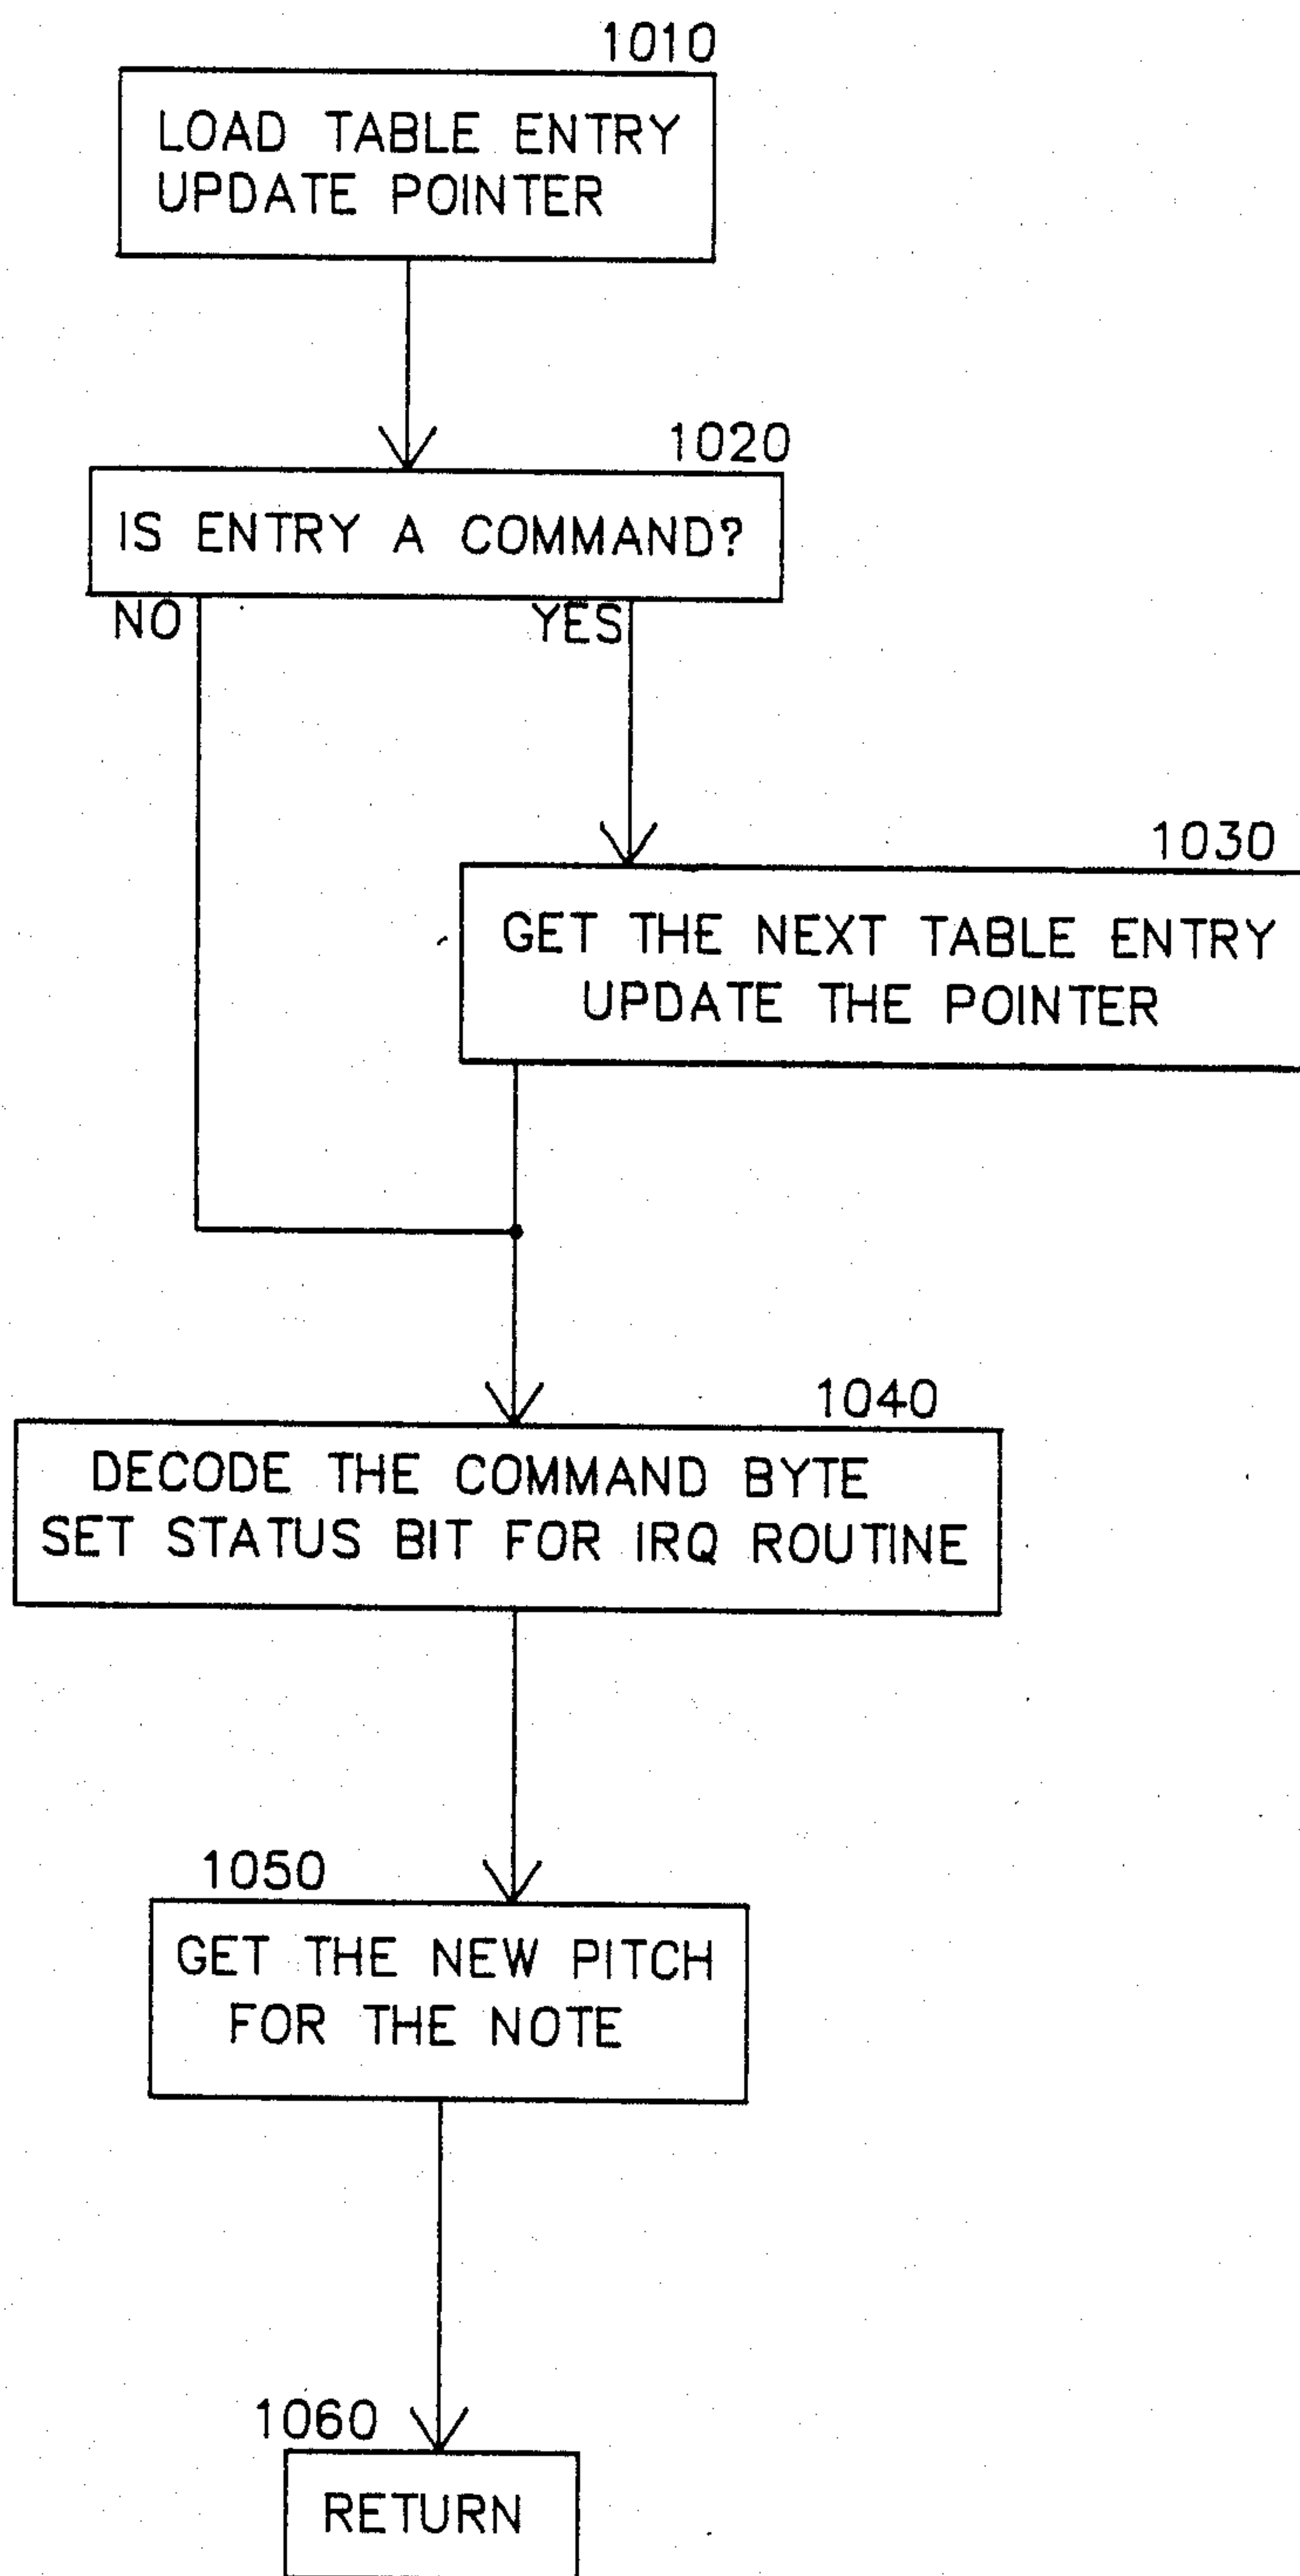 1010
LOAD TABLE ENTRY
UPDATE POINTER
1020
IS ENTRY A COMMAND?
NO
YES
1030
GET THE NEXT TABLE ENTRY
UPDATE THE POINTER
1040
DECODE THE COMMAND BYTE
SET STATUS BIT FOR IRQ ROUTINE
1050
GET THE NEW PITCH
FOR THE NOTE
1060
RETURN